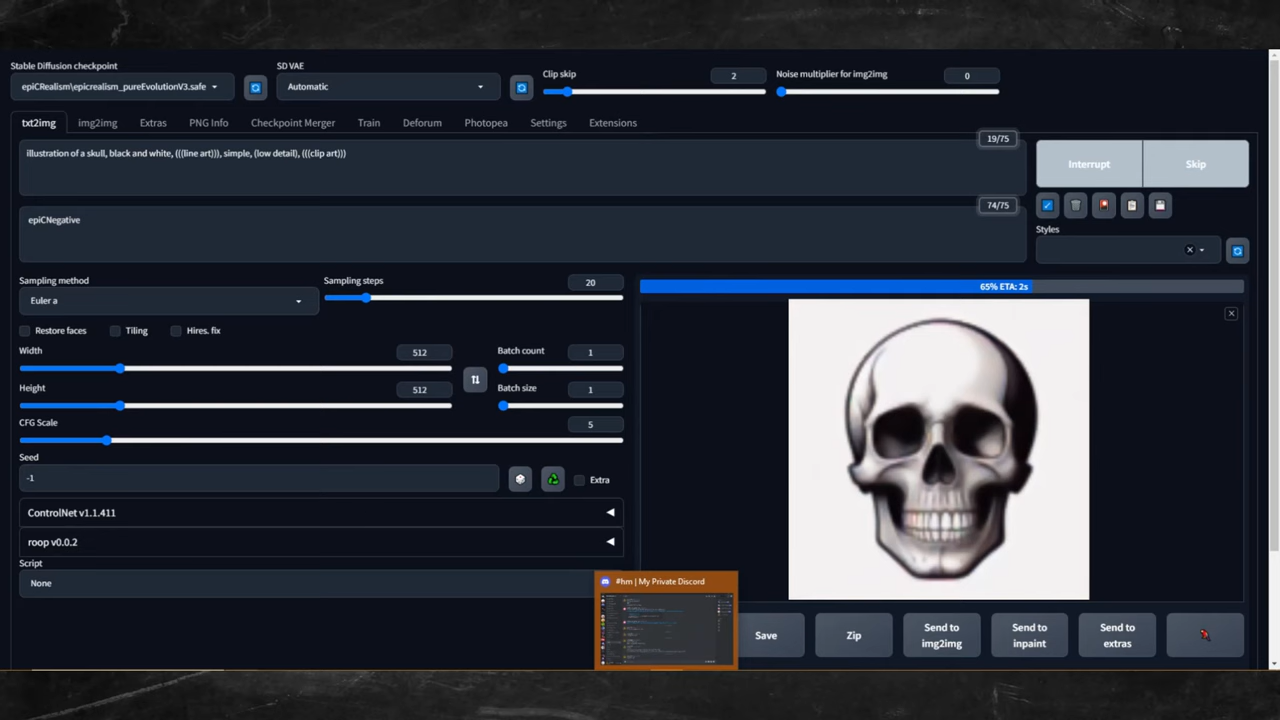 Stable Diffusion checkpoint
SD VAE
Clip skip
2
Noise multiplier for img2img
0
epiCRealism\epicrealism_pureEvolutionV3.safe
Automatic
txt2img
img2img
Extras
PNG Info
Checkpoint Merger
Train
Deforum
Photopea
Settings
Extensions
19/75
illustration of a skull, black and white, (((line art))), simple, (low detail), (((clip art)))
Interrupt
Skip
74/75
epiCNegative
Styles
Sampling method
Sampling steps
20
Euler a
65% ETA: 2s
Restore faces
Tiling
Hires. fix
Width
512
Batch count
1
Height
512
Batch size
1
CFG Scale
5
Seed
-1
Extra
ControlNet v1.1.411
roop v0.0.2
Script
None
#hm | My Private Discord
Save
Zip
Send to
img2img
Send to
inpaint
Send to
extras